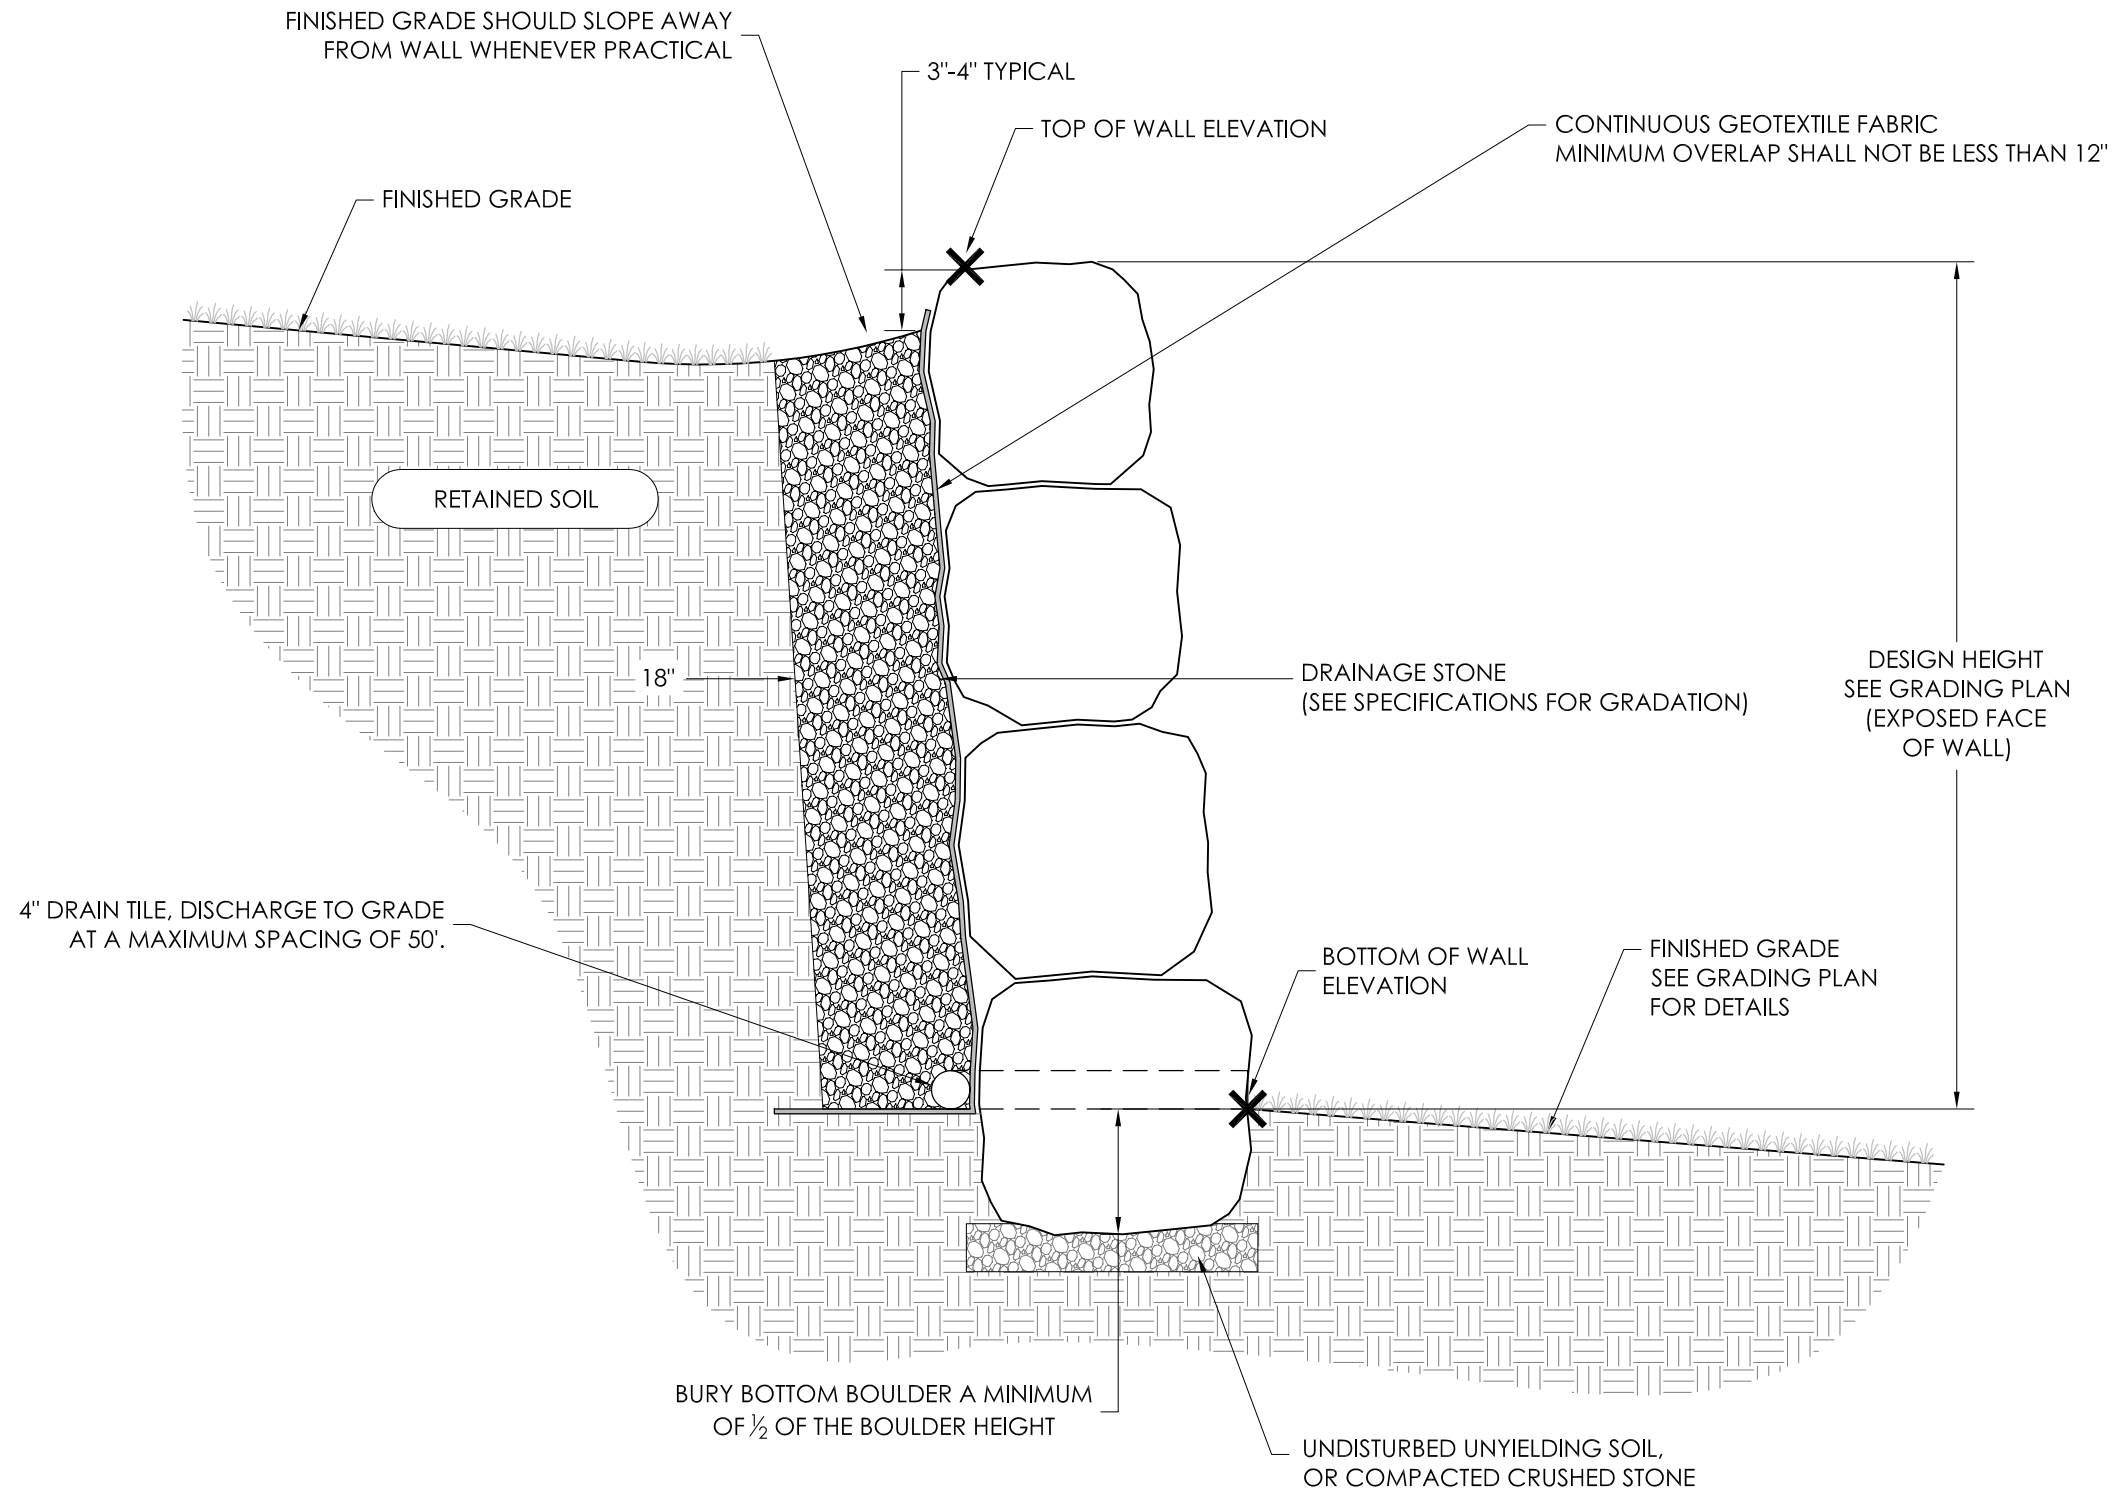 FINISHED GRADE SHOULD SLOPE AWAY
FROM WALL WHENEVER PRACTICAL
3"-4" TYPICAL
TOP OF WALL ELEVATION
CONTINUOUS GEOTEXTILE FABRIC
MINIMUM OVERLAP SHALL NOT BE LESS THAN 12"
FINISHED GRADE
RETAINED SOIL
18"
DRAINAGE STONE
(SEE SPECIFICATIONS FOR GRADATION)
DESIGN HEIGHT
SEE GRADING PLAN
(EXPOSED FACE
OF WALL)
4" DRAIN TILE, DISCHARGE TO GRADE
AT A MAXIMUM SPACING OF 50'.
BOTTOM OF WALL
ELEVATION
FINISHED GRADE
SEE GRADING PLAN
FOR DETAILS
BURY BOTTOM BOULDER A MINIMUM
OF ½ OF THE BOULDER HEIGHT
UNDISTURBED UNYIELDING SOIL,
OR COMPACTED CRUSHED STONE